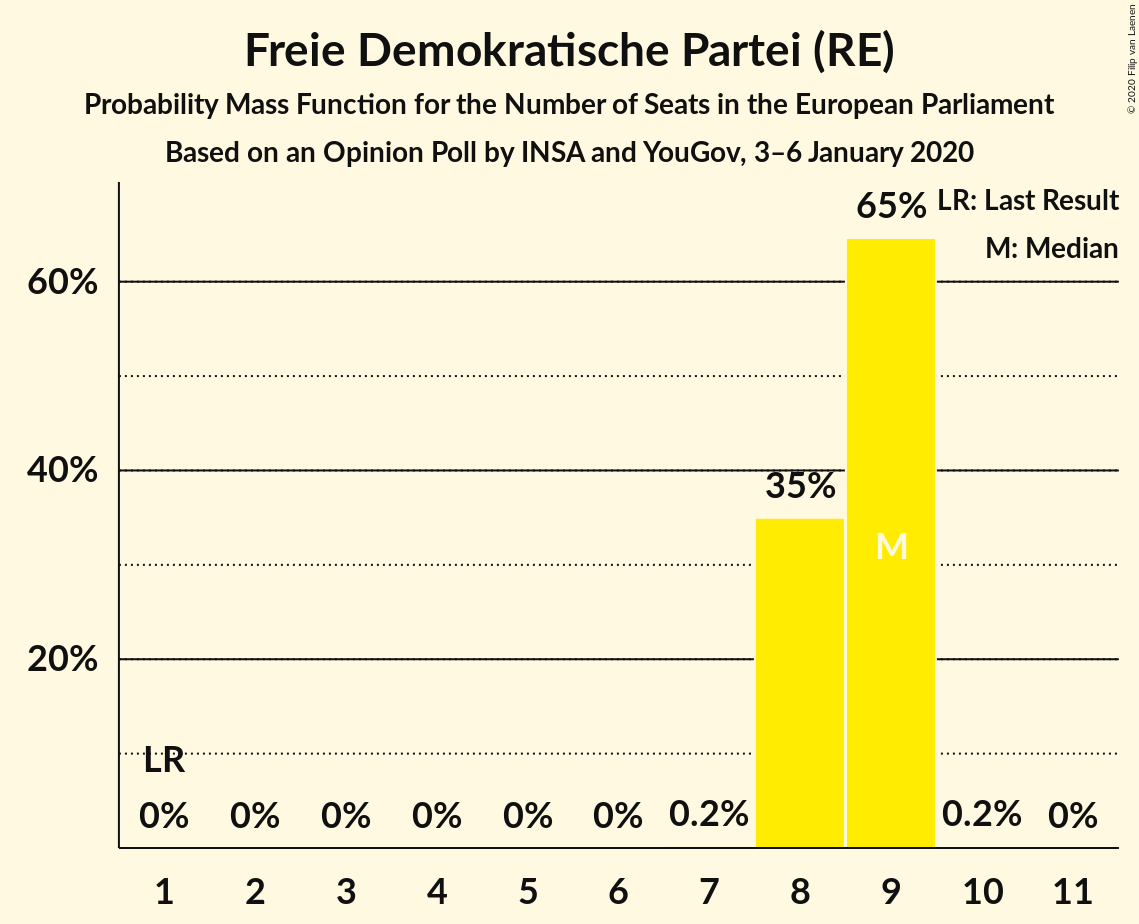 Freie Demokratische Partei (RE)
Probability Mass Function for the Number of Seats in the European Parliament
Based on an Opinion Poll by INSA and YouGov, 3–6 January 2020
© 2020 Filip van Laenen
65%
LR: Last Result
M: Median
60%
40%
35%
M
20%
LR
0% 0% 0% 0% 0% 0% 0.2% 0.2% 0%
1 2 3 4 5 6 7 8 9 10 11